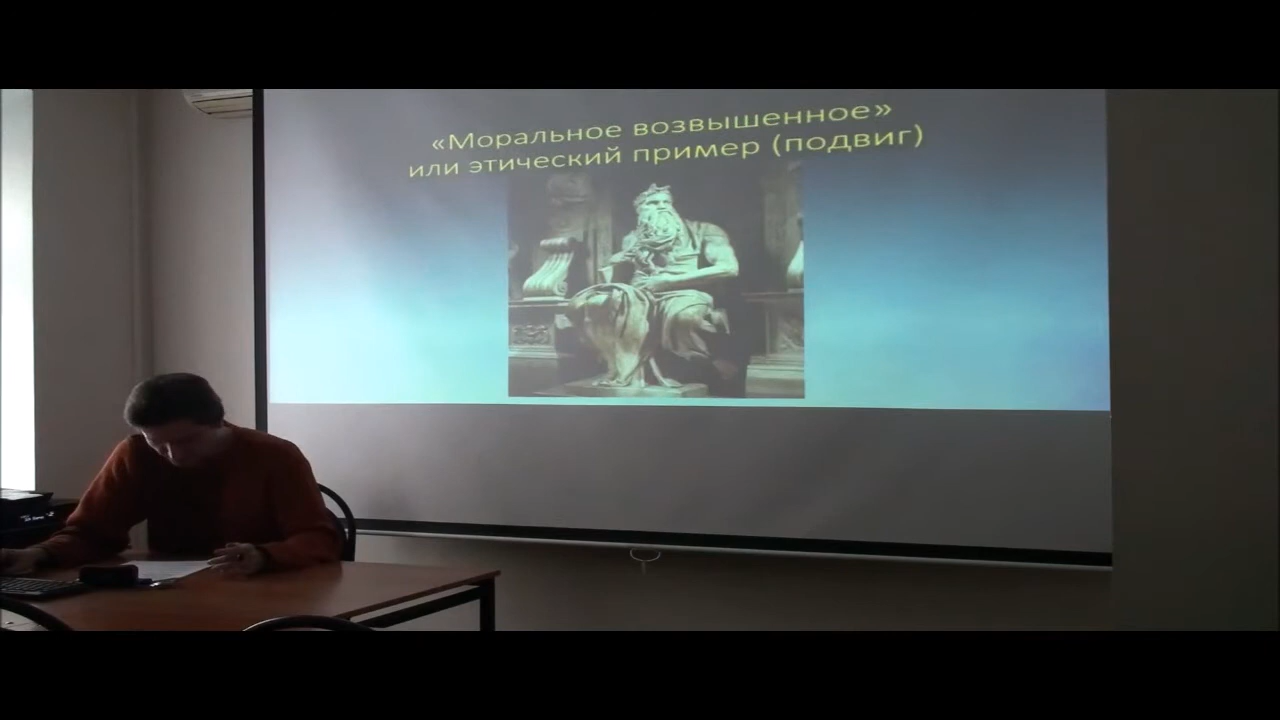 «Моральное возвышенное»
или этический пример (подвиг)